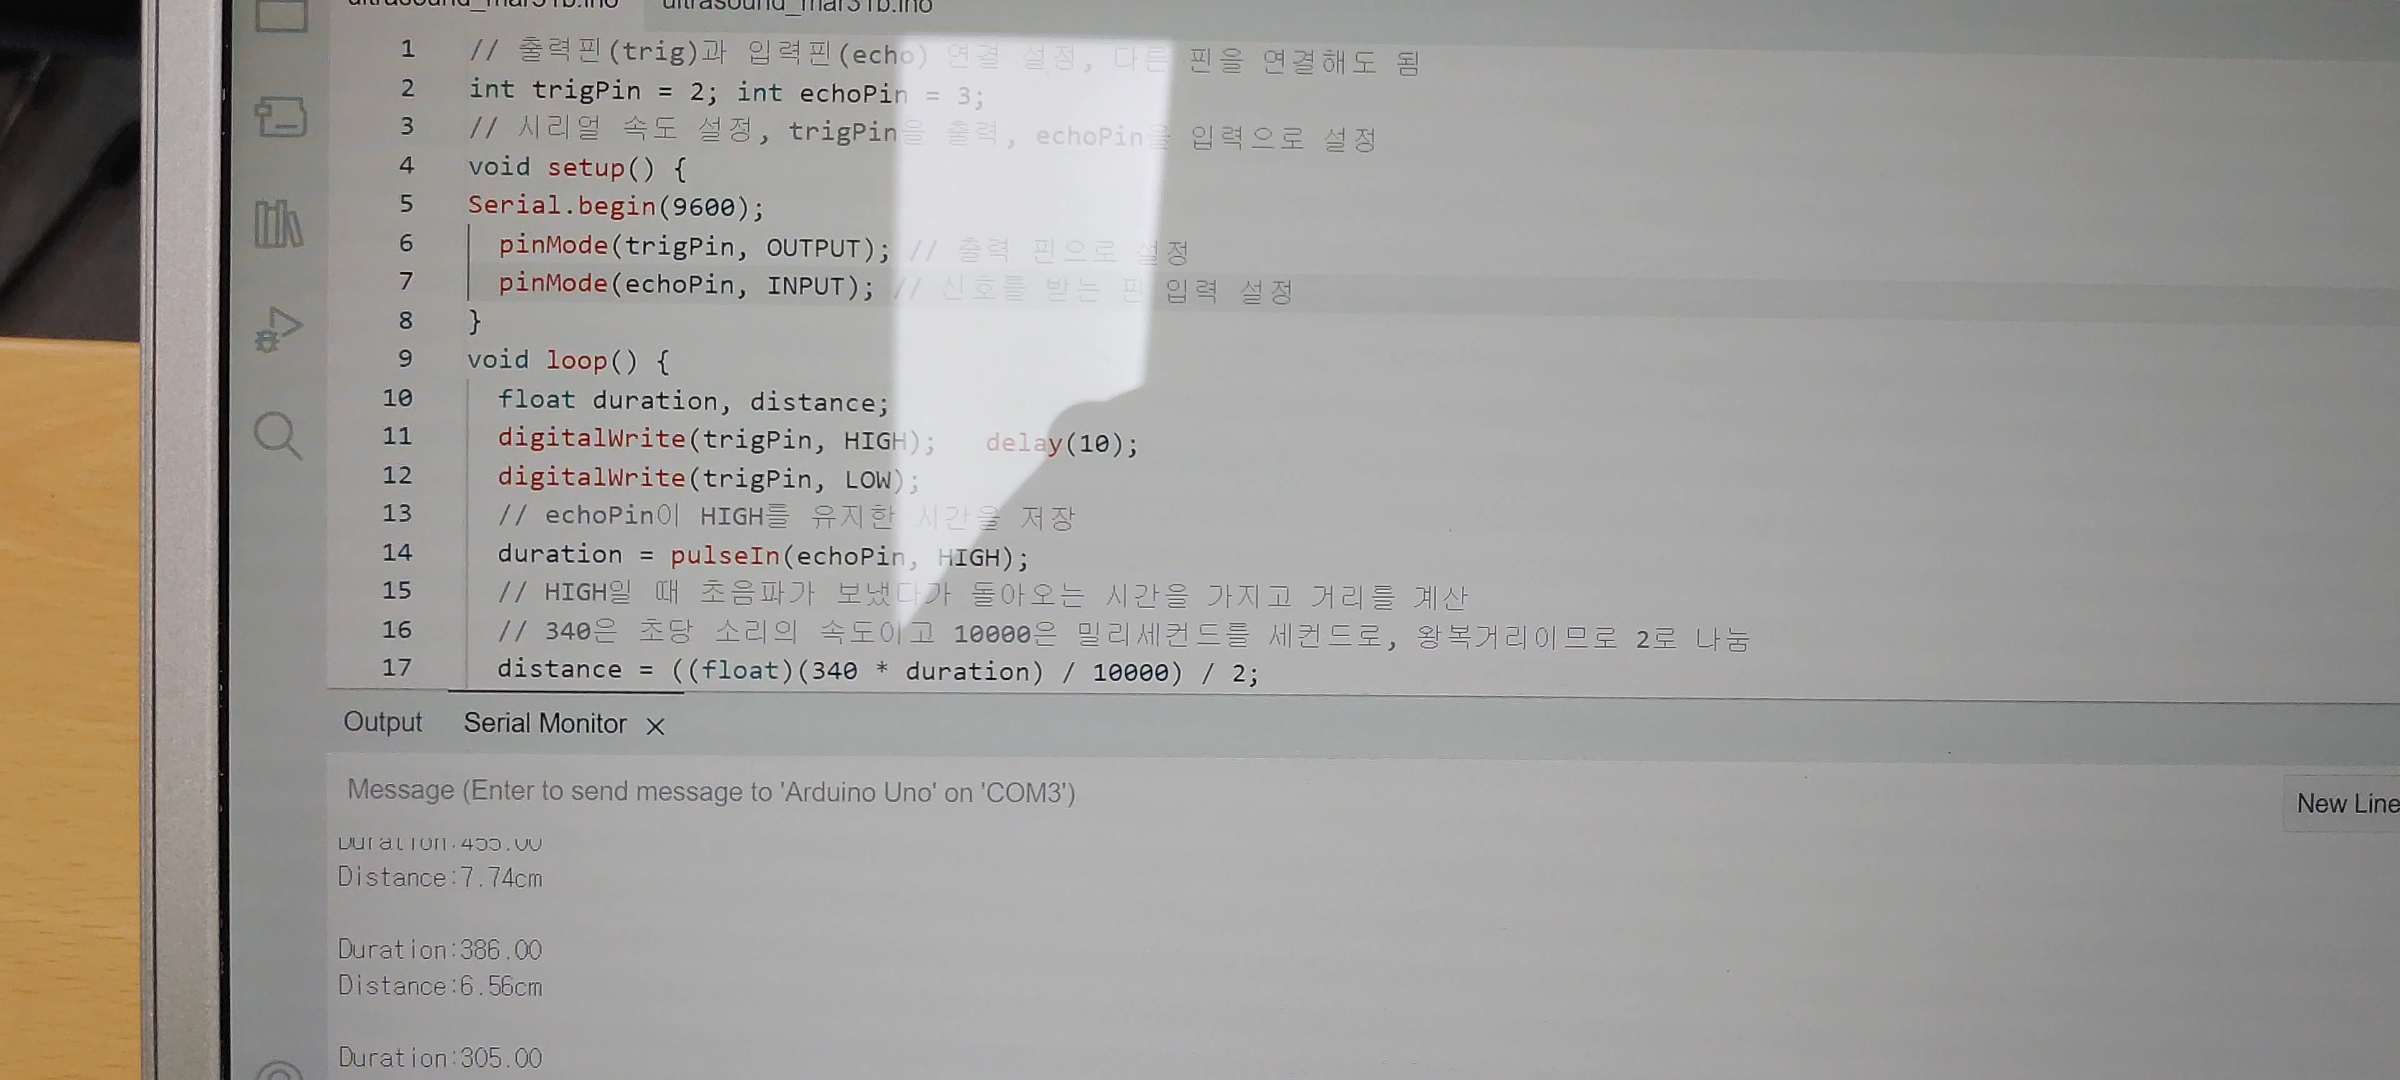 ultrasound_mar31b.ino ultrasound_mar31b.ino
1 // 출력핀(trig)과 입력핀(echo) 연결 설정, 다른 핀을 연결해도 됨
2 int trigPin = 2; int echoPin = 3;
3 // 시리얼 속도 설정, trigPin을 출력, echoPin을 입력으로 설정
4 void setup() {
5 Serial.begin(9600);
6 pinMode(trigPin, OUTPUT); // 출력 핀으로 설정
7 pinMode(echoPin, INPUT); // 신호를 받는 핀 입력 설정
8 }
9 void loop() {
10 float duration, distance;
11 digitalWrite(trigPin, HIGH); delay(10);
12 digitalWrite(trigPin, LOW);
13 // echoPin이 HIGH를 유지한 시간을 저장
14 duration = pulseIn(echoPin, HIGH);
15 // HIGH일 때 초음파가 보냈다가 돌아오는 시간을 가지고 거리를 계산
16 // 340은 초당 소리의 속도이고 10000은 밀리세컨드를 세컨드로, 왕복거리이므로 2로 나눔
17 distance = ((float)(340 * duration) / 10000) / 2;
Output Serial Monitor
Message (Enter to send message to 'Arduino Uno' on 'COM3')
New Line
Duration:455.00
Distance:7.74cm
Duration:386.00
Distance:6.56cm
Duration:305.00